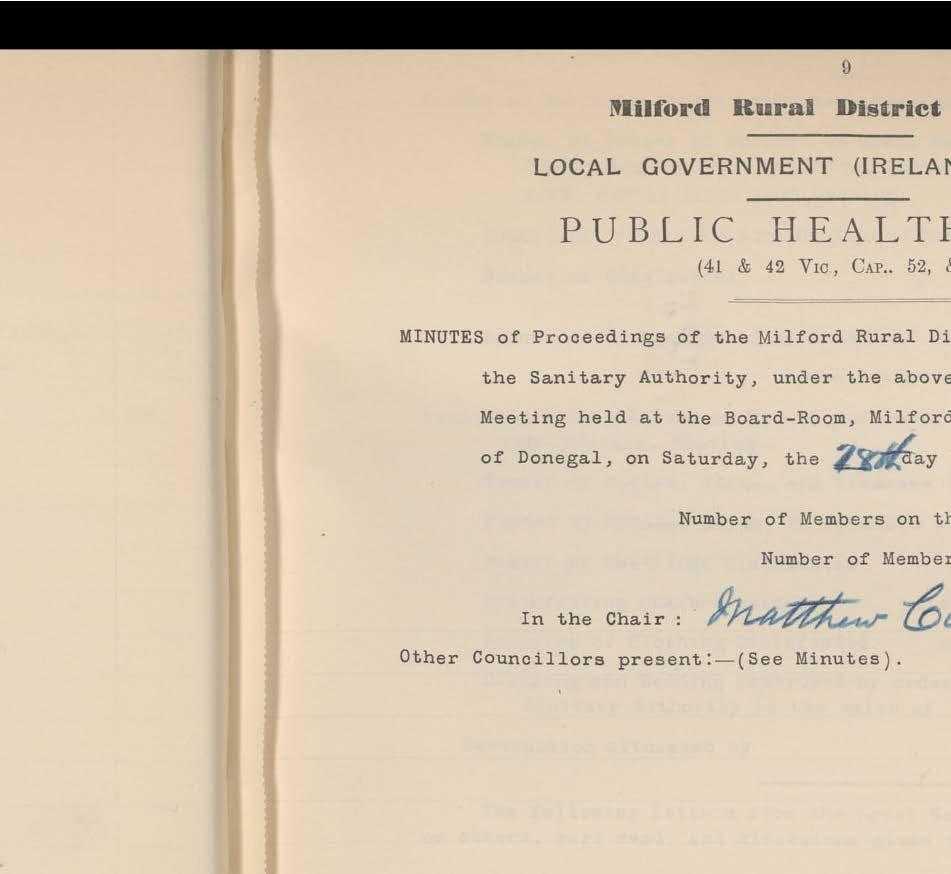 9
Milford Rural District
LOCAL GOVERNMENT (IRELAN
PUBLIC HEALTH
(41 & 42 Vic, Cap.. 52, &
MINUTES of Proceedings of the Milford Rural Di
the Sanitary Authority, under the above
Meeting held at the Board-Room, Milford
of Donegal, on Saturday, the 28th day
Number of Members on th
Number of Member
In the Chair : Matthew
Other Councillors present:—(See Minutes).